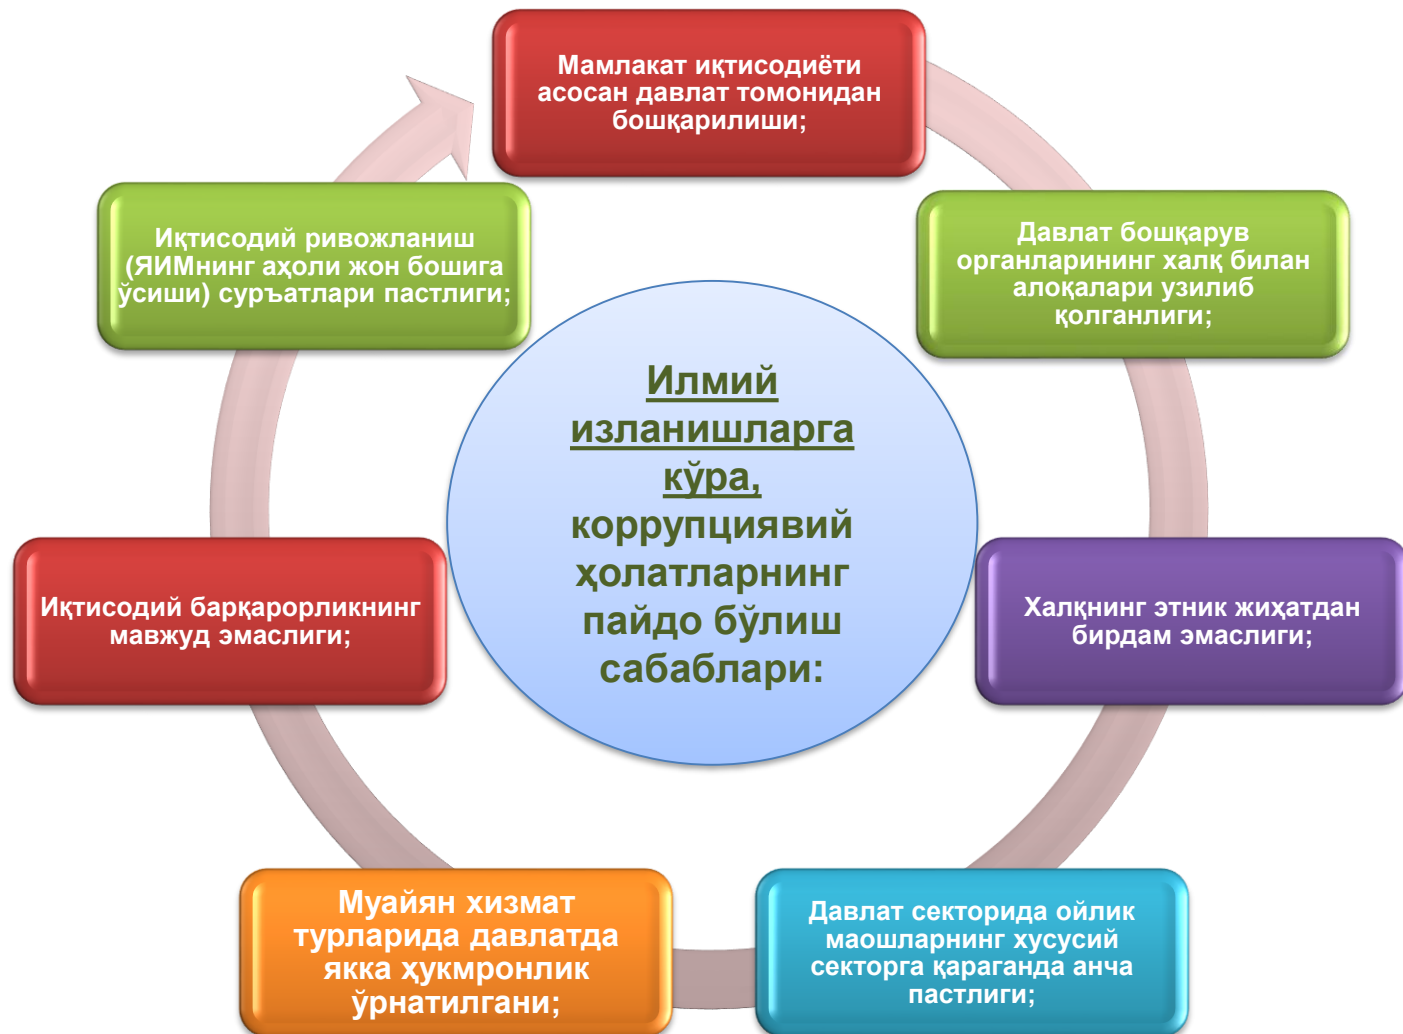 Мамлакат иқтисодиёти
асосан давлат томонидан
бошқарилиши;
Давлат бошқарув
органларининг халқ билан
алоқалари узилиб
қолганлиги;
Халқнинг этник жиҳатдан
бирдам эмаслиги;
Давлат секторида ойлик
маошларнинг хусусий
секторга қараганда анча
пастлиги;
Муайян хизмат
турларида давлатда
якка ҳукмронлик
ўрнатилгани;
Иқтисодий барқарорликнинг
мавжуд эмаслиги;
Иқтисодий ривожланиш
(ЯИМнинг аҳоли жон бошига
ўсиши) суръатлари пастлиги;
Илмий
изланишларга
кўра,
коррупциявий
ҳолатларнинг
пайдо бўлиш
сабаблари: